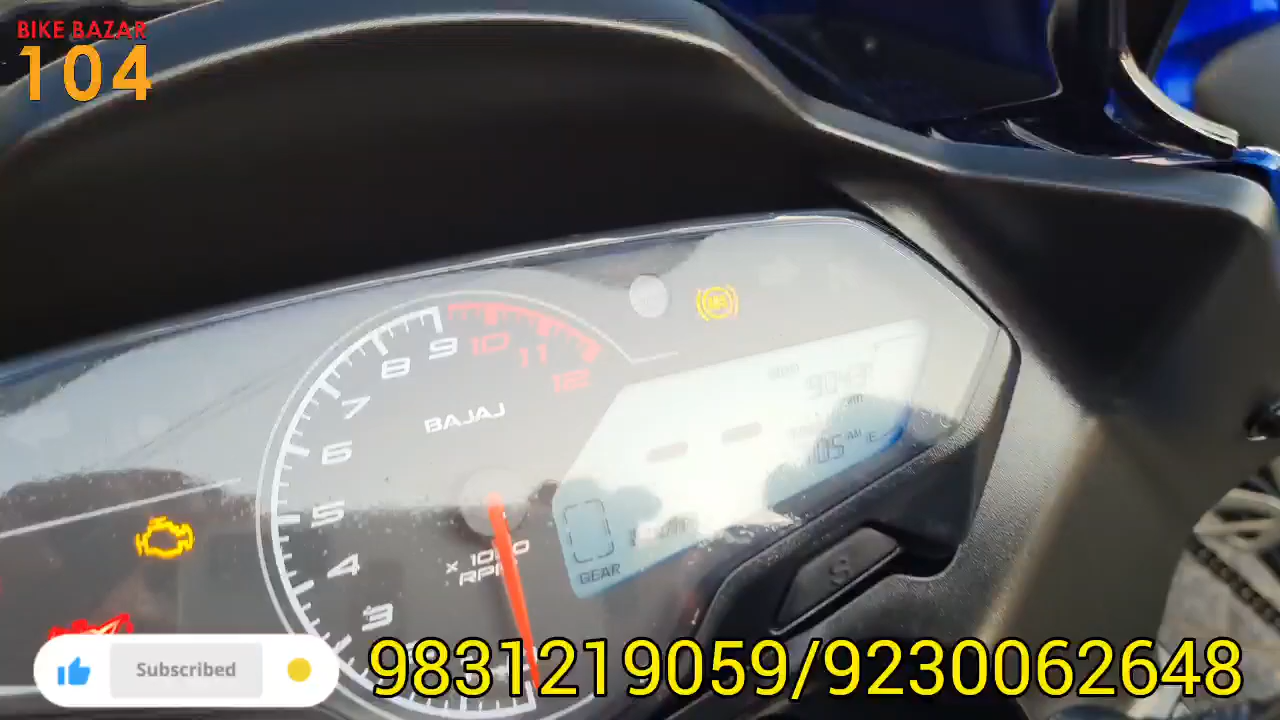 BIKE BAZAR
104
9 10 11 12
8
7
BAJAJ
6
5
4
x 1000
RPM
GEAR
S
3
Subscribed
9831219059/9230062648